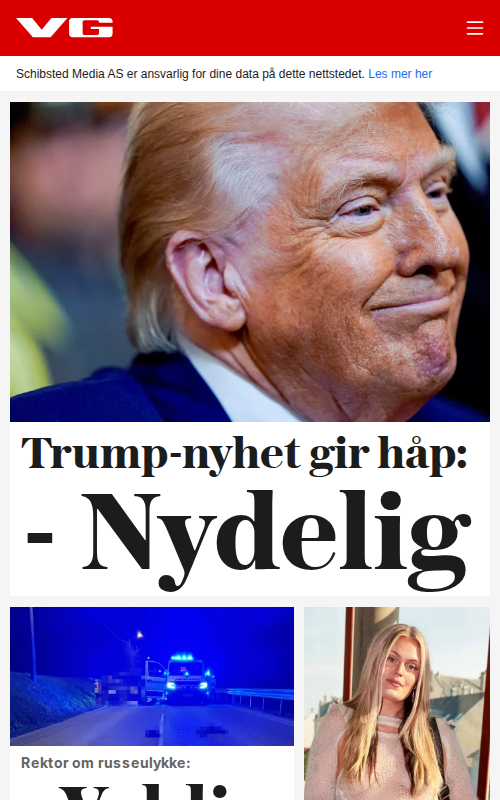 VG
Schibsted Media AS er ansvarlig for dine data på dette nettstedet. Les mer her
Trump-nyhet gir håp:
- Nydelig
Rektor om russeulykke: